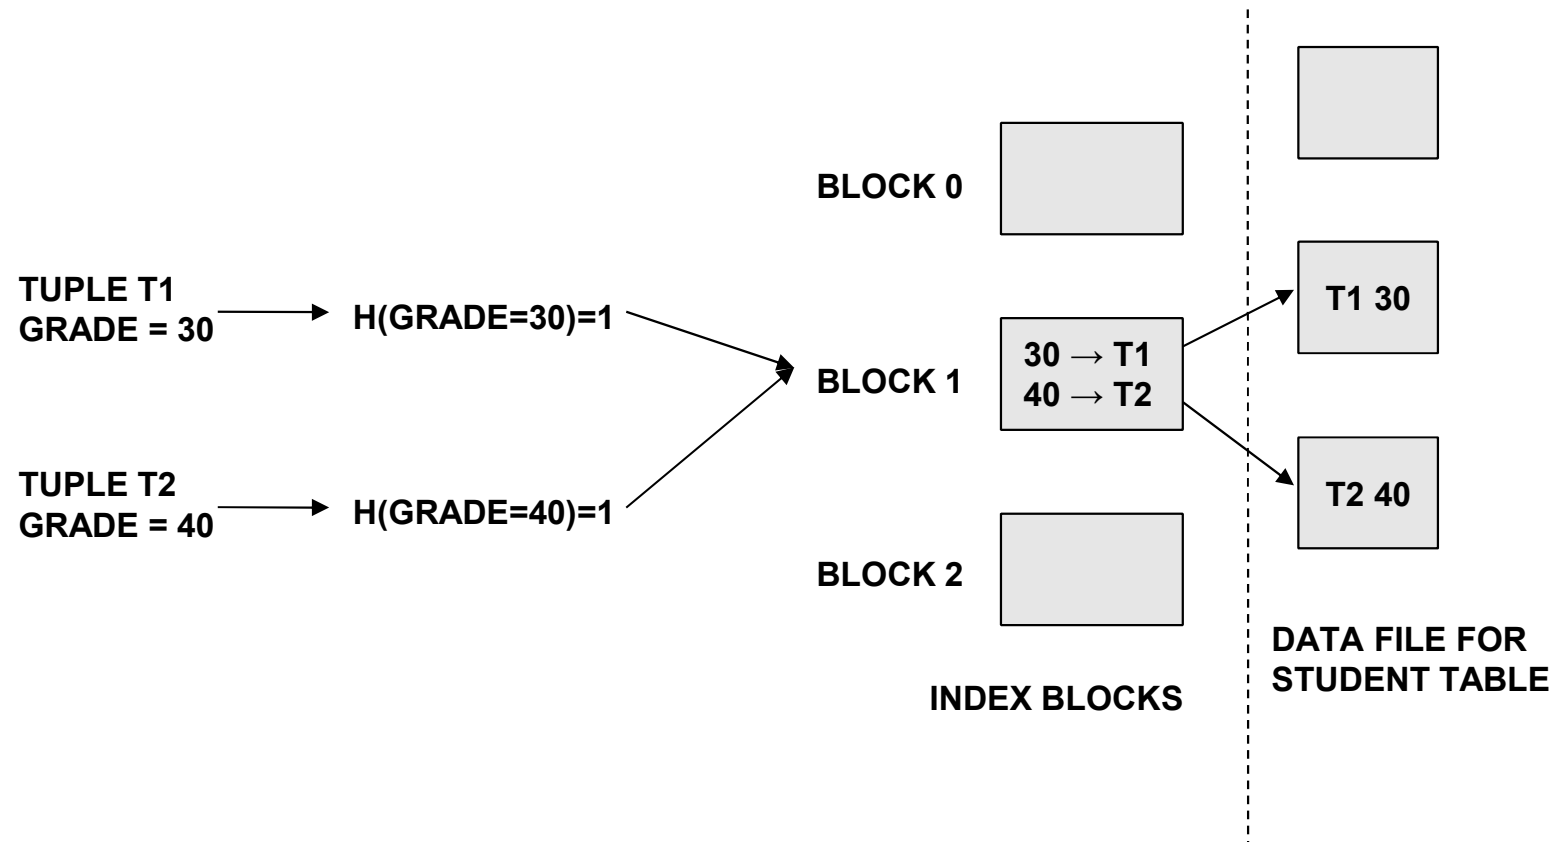 BLOCK 0
TUPLE T1
GRADE = 30
H(GRADE=30)=1
BLOCK 1
30 → T1
40 → T2
T1 30
TUPLE T2
GRADE = 40
H(GRADE=40)=1
T2 40
BLOCK 2
DATA FILE FOR
STUDENT TABLE
INDEX BLOCKS